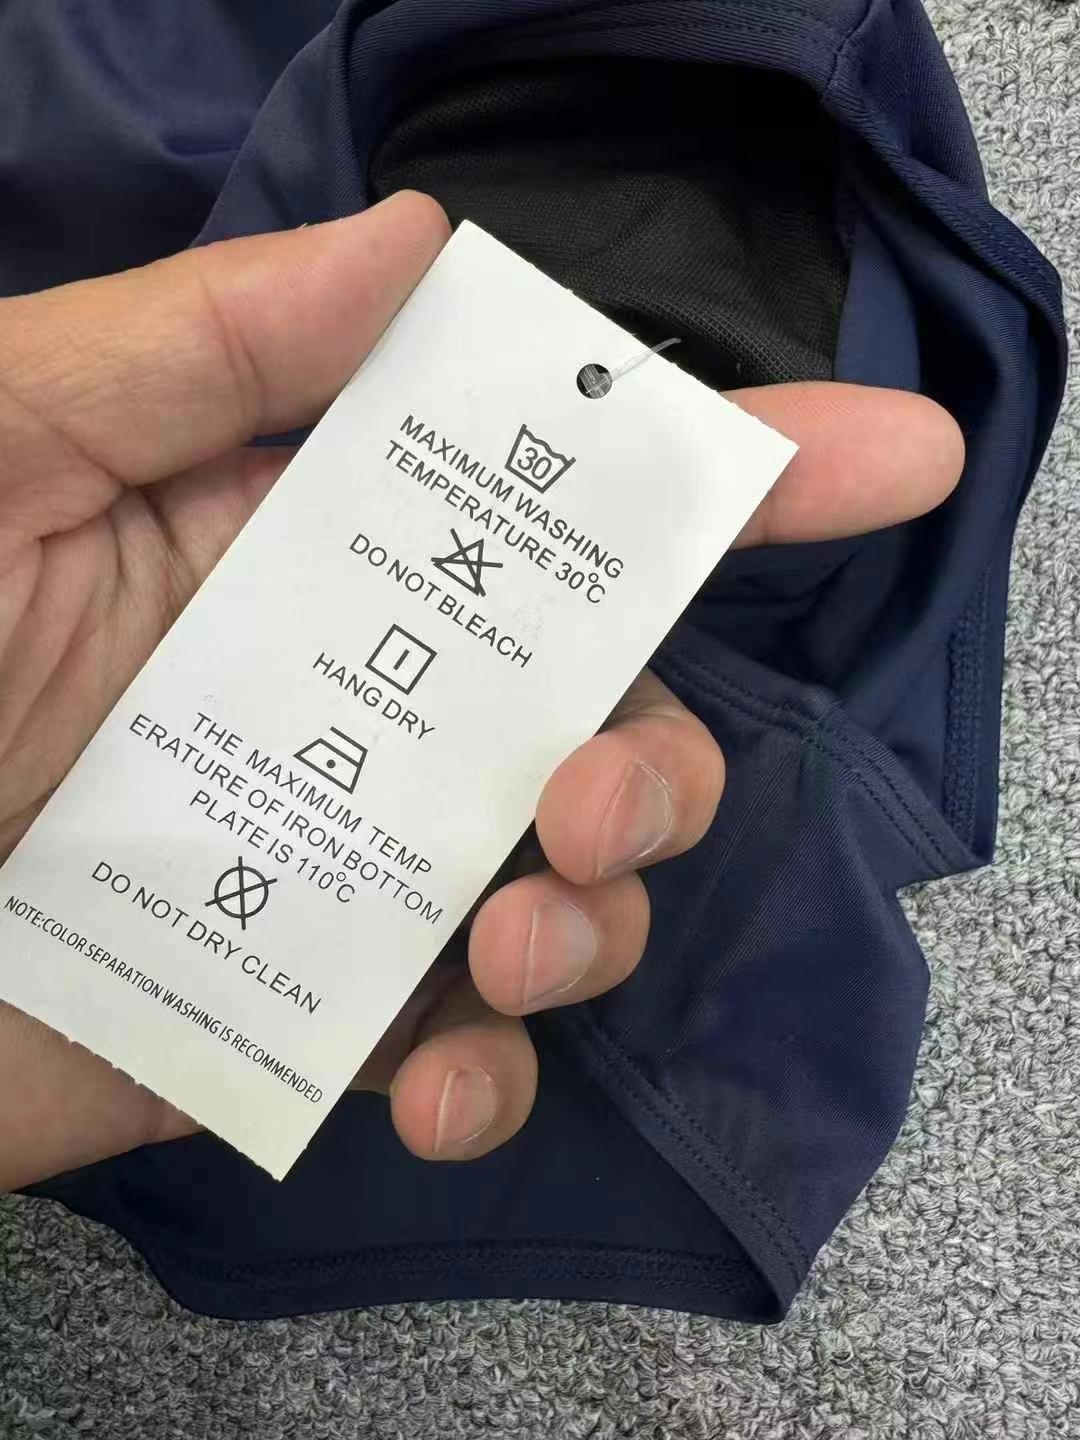 30
MAXIMUM WASHING
TEMPERATURE 30℃
DO NOT BLEACH
HANG DRY
THE MAXIMUM TEMP
ERATURE OF IRON BOTTOM
PLATE IS 110℃
DO NOT DRY CLEAN
NOTE:COLOR SEPARATION WASHING IS RECOMMENDED